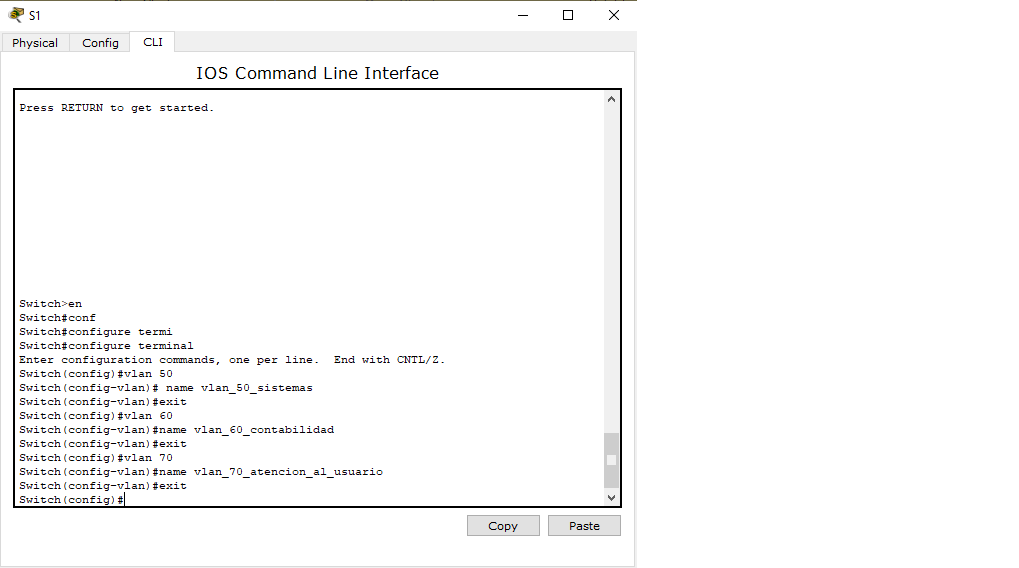 S1
Physical Config CLI
IOS Command Line Interface
Press RETURN to get started.
Switch>en
Switch#conf
Switch#configure termi
Switch#configure terminal
Enter configuration commands, one per line.  End with CNTL/Z.
Switch(config)#vlan 50
Switch(config-vlan)# name vlan_50_sistemas
Switch(config-vlan)#exit
Switch(config)#vlan 60
Switch(config-vlan)#name vlan_60_contabilidad
Switch(config-vlan)#exit
Switch(config)#vlan 70
Switch(config-vlan)#name vlan_70_atencion_al_usuario
Switch(config-vlan)#exit
Switch(config)#
Copy Paste